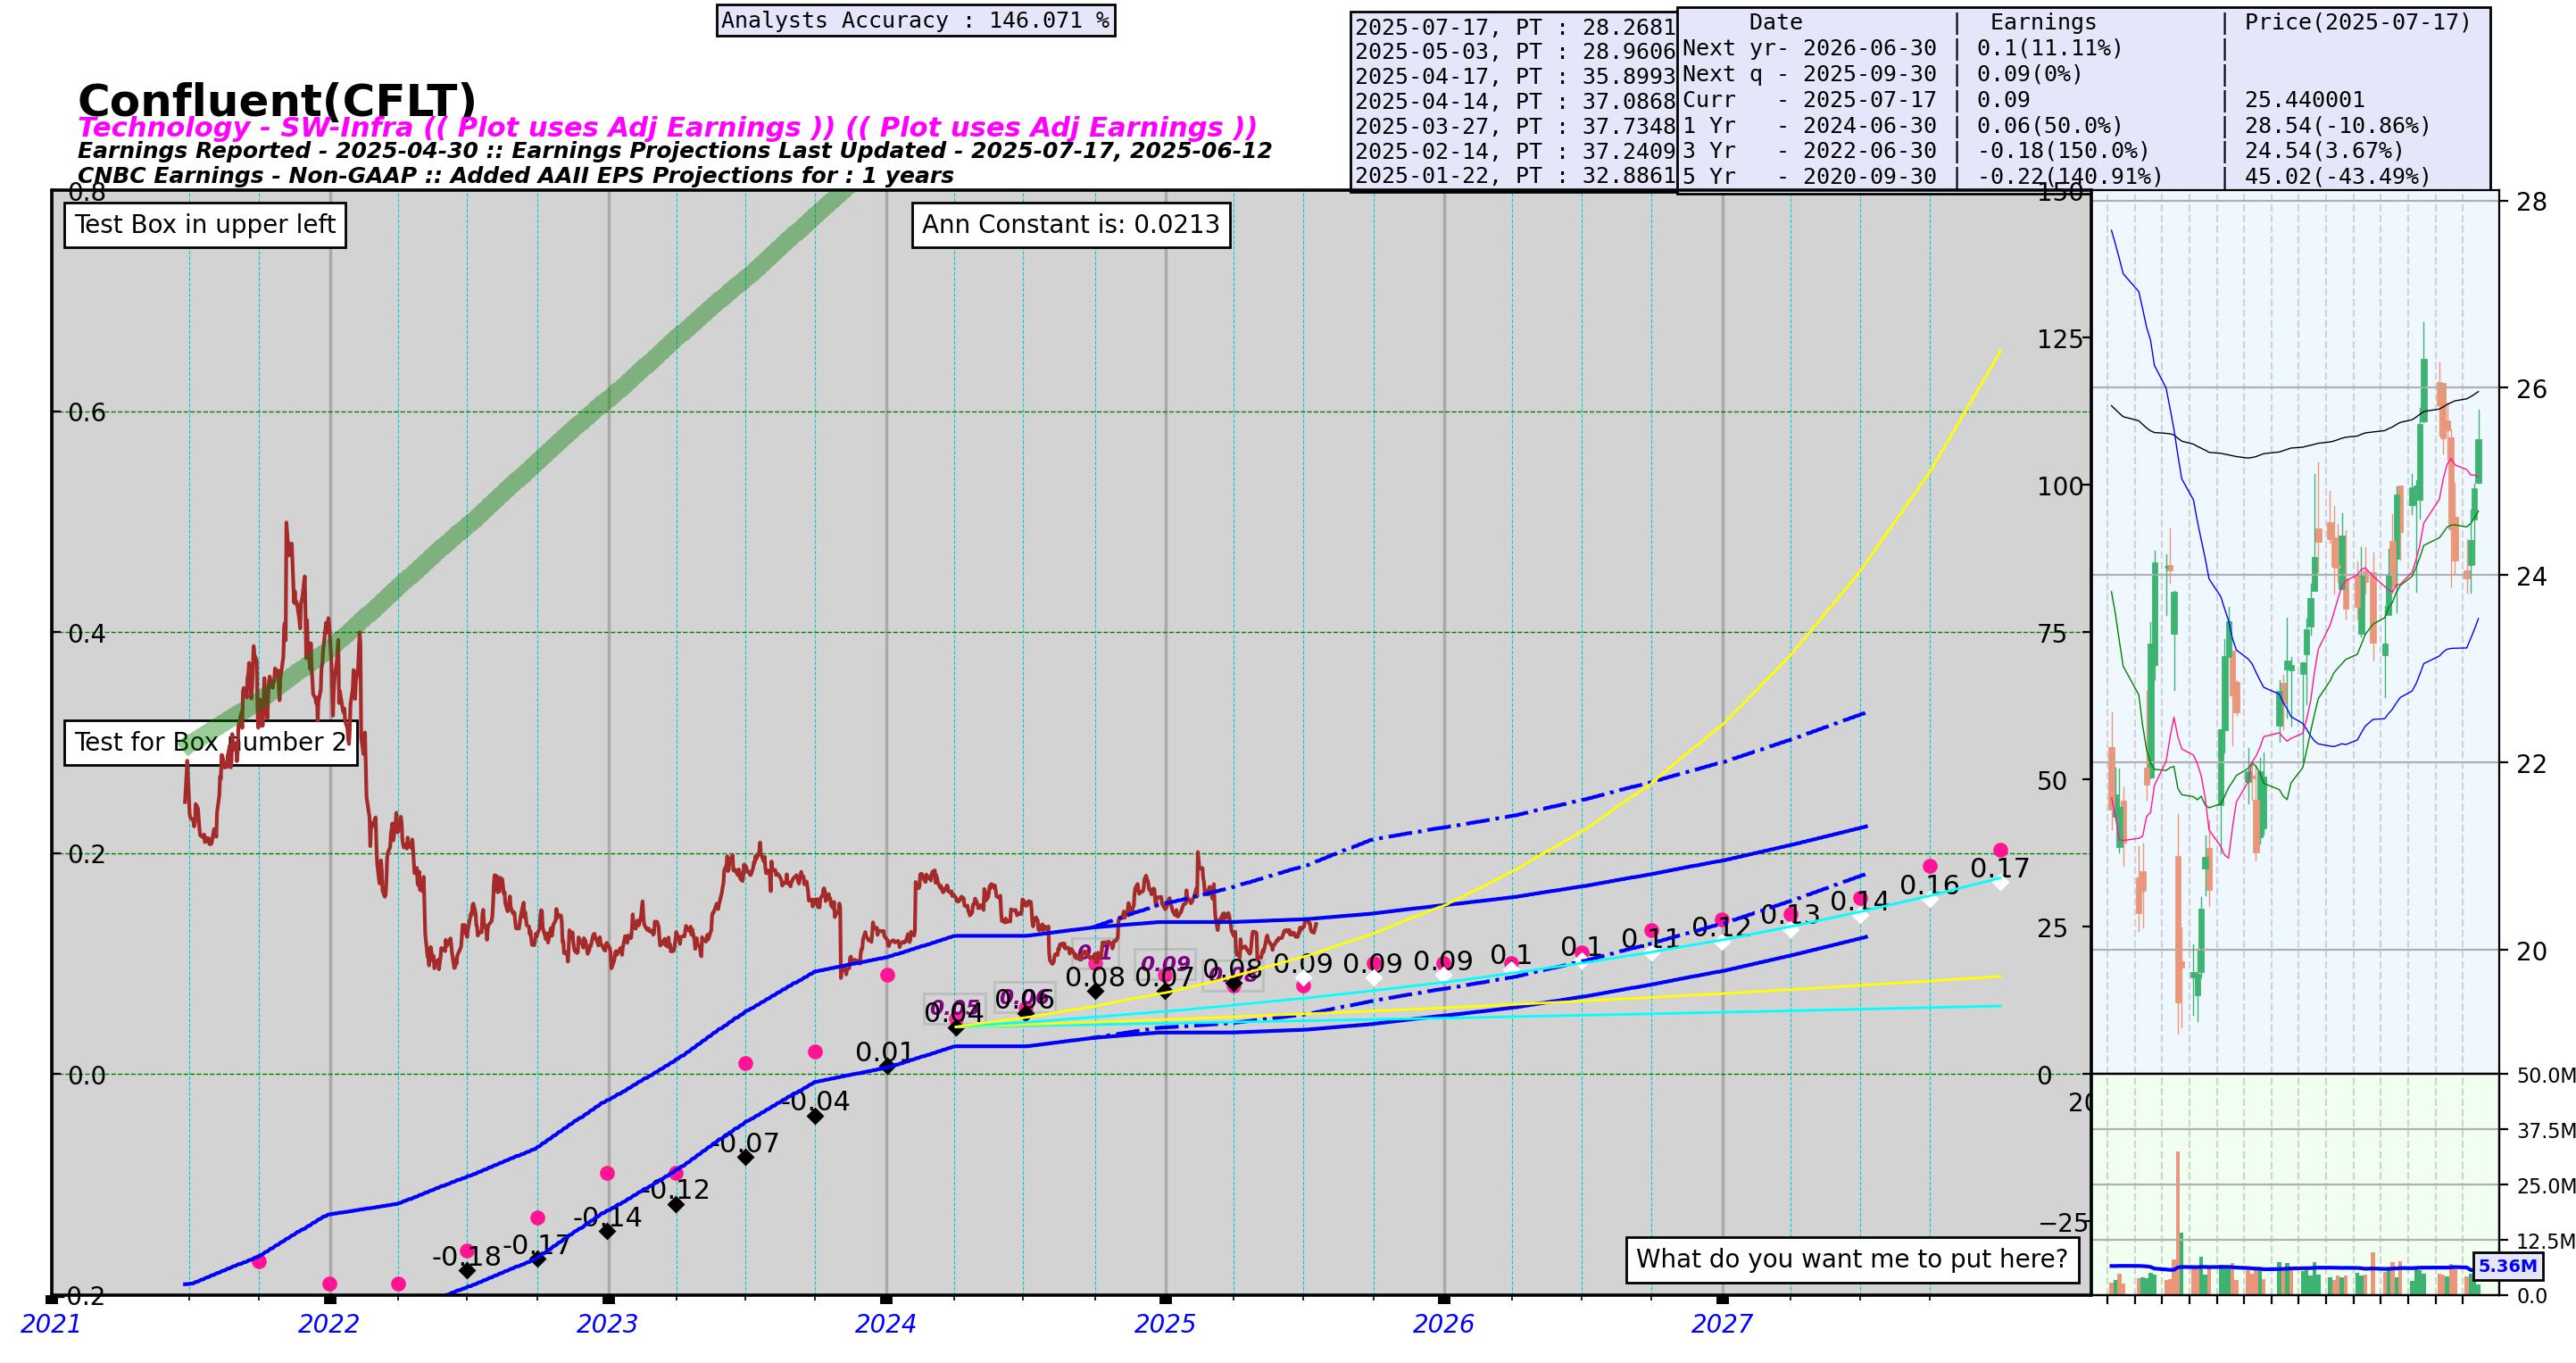 Analysts Accuracy : 146.071 %
2025-07-17, PT : 28.2681
2025-05-03, PT : 28.9606
2025-04-17, PT : 35.8993
2025-04-14, PT : 37.0868
2025-03-27, PT : 37.7348
2025-02-14, PT : 37.2409
2025-01-22, PT : 32.8861
Date | Earnings | Price(2025-07-17)
Next yr- 2026-06-30 | 0.1(11.11%) |
Next q - 2025-09-30 | 0.09(0%) |
Curr - 2025-07-17 | 0.09 | 25.440001
1 Yr - 2024-06-30 | 0.06(50.0%) | 28.54(-10.86%)
3 Yr - 2022-06-30 | -0.18(150.0%) | 24.54(3.67%)
5 Yr - 2020-09-30 | -0.22(140.91%) | 45.02(-43.49%)
Confluent(CFLT)
Technology - SW-Infra (( Plot uses Adj Earnings )) (( Plot uses Adj Earnings ))
Earnings Reported - 2025-04-30 :: Earnings Projections Last Updated - 2025-07-17, 2025-06-12
CNBC Earnings - Non-GAAP :: Added AAII EPS Projections for : 1 years
Test Box in upper left
Ann Constant is: 0.0213
Test for Box number 2
What do you want me to put here?
0.8
0.6
0.4
0.2
0.0
-0.2
150
125
100
75
50
25
0
−25
20
28
26
24
22
20
50.0M
37.5M
25.0M
12.5M
5.36M
0.0
-0.18
-0.17
-0.14
-0.12
-0.07
-0.04
0.01
0.05
0.04
0.06
0.06
0.1
0.08
0.09
0.07
0.08
0.09
0.09
0.09
0.1
0.1
0.11
0.12
0.13
0.14
0.16
0.17
2021
2022
2023
2024
2025
2026
2027